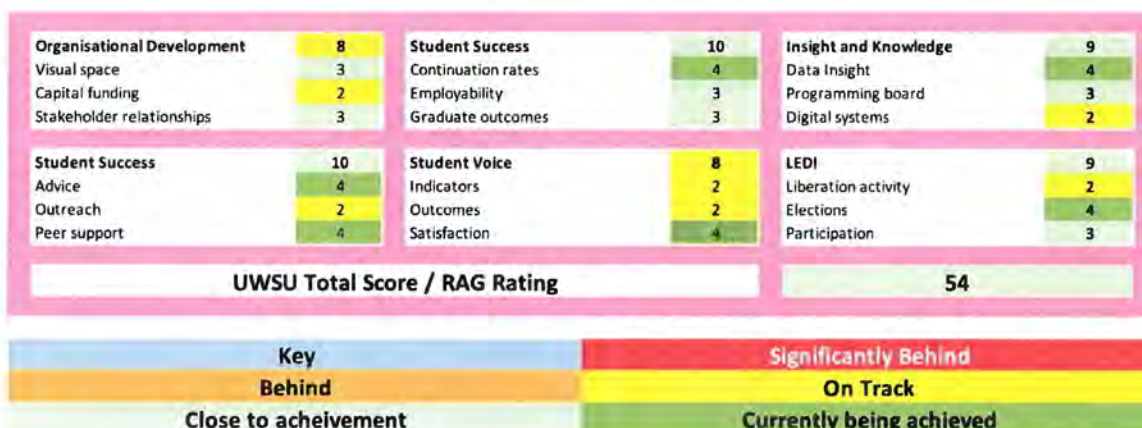 Organisational Development 8
Visual space 3
Capital funding 2
Stakeholder relationships 3
Student Success 10
Continuation rates 4
Employability 3
Graduate outcomes 3
Insight and Knowledge 9
Data Insight 4
Programming board 3
Digital systems 2
Student Success 10
Advice 4
Outreach 2
Peer support 4
Student Voice 8
Indicators 2
Outcomes 2
Satisfaction 4
LEDI 9
Liberation activity 2
Elections 4
Participation 3
UWSU Total Score / RAG Rating 54
Key Significantly Behind
Behind On Track
Close to acheivement Currently being achieved